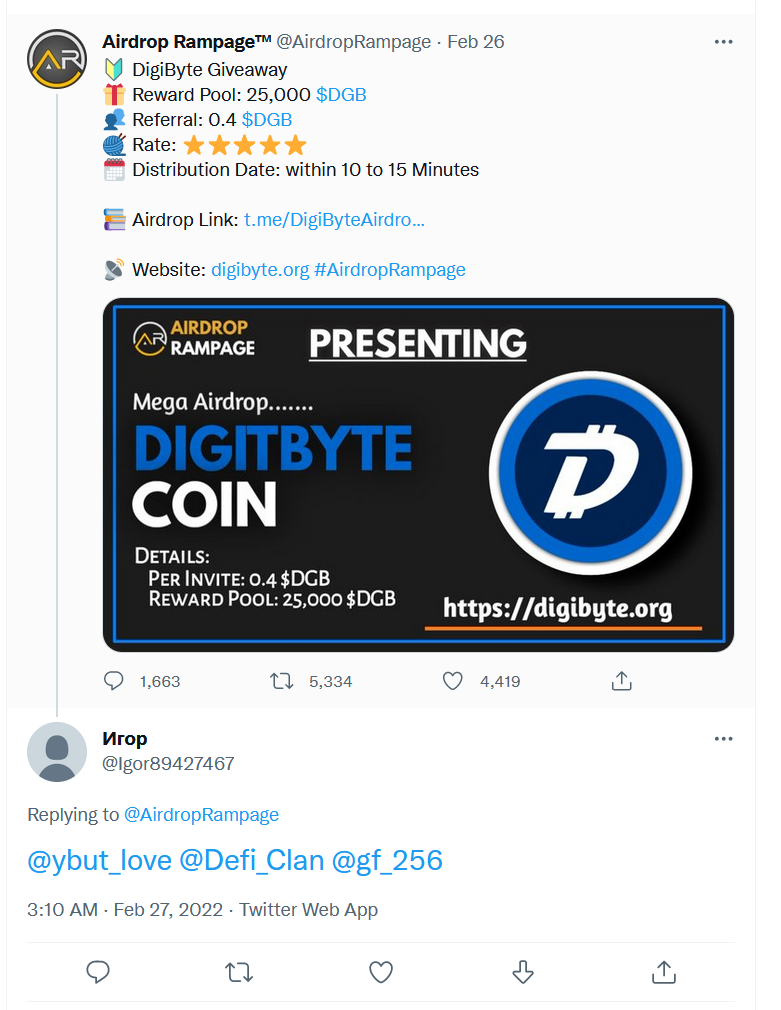 Airdrop Rampage™ @AirdropRampage · Feb 26
DigiByte Giveaway
Reward Pool: 25,000 $DGB
Referral: 0.4 $DGB
Rate: ⭐⭐⭐⭐⭐
Distribution Date: within 10 to 15 Minutes
Airdrop Link: t.me/DigiByteAirdro…
Website: digibyte.org #AirdropRampage
AIRDROP
RAMPAGE
PRESENTING
Mega Airdrop.......
DIGITBYTE
COIN
DETAILS:
PER INVITE: 0.4 $DGB
REWARD POOL: 25,000 $DGB
https://digibyte.org
1,663 5,334 4,419
Игор
@Igor89427467
Replying to @AirdropRampage
@ybut_love @Defi_Clan @gf_256
3:10 AM · Feb 27, 2022 · Twitter Web App